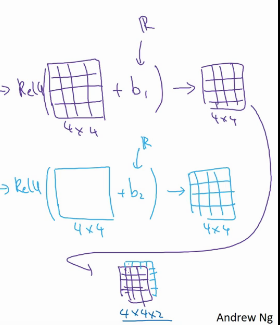 ℝ
→ ReLU( + b₁ ) →
4×4 4×4
ℝ
→ ReLU( + b₂ ) →
4×4 4×4
4×4×2
Andrew Ng